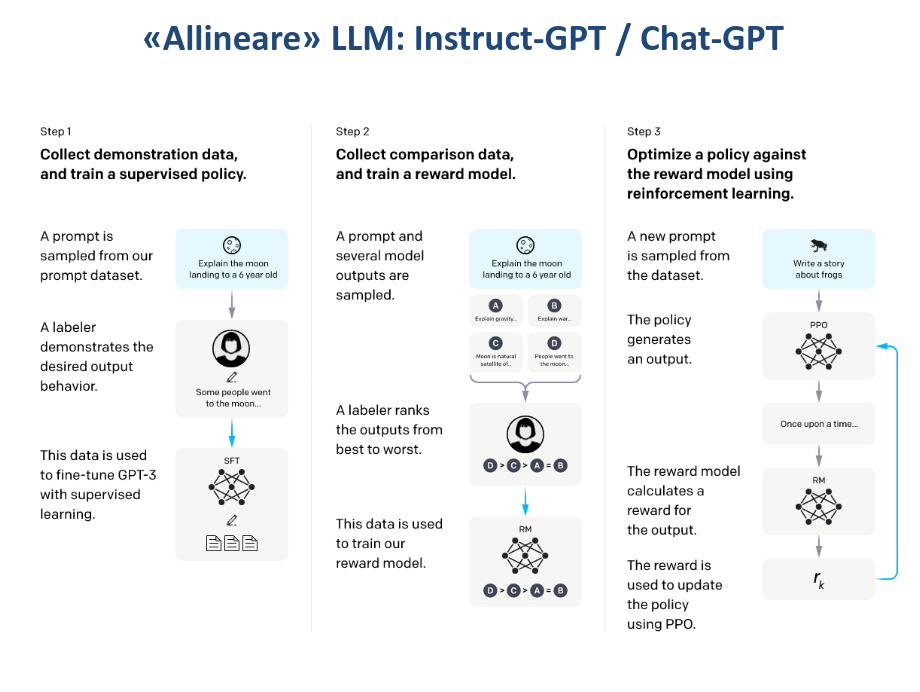 «Allineare» LLM: Instruct-GPT / Chat-GPT
Step 1
Collect demonstration data,
and train a supervised policy.
A prompt is
sampled from our
prompt dataset.
Explain the moon
landing to a 6 year old
A labeler
demonstrates the
desired output
behavior.
Some people went
to the moon...
This data is used
to fine-tune GPT-3
with supervised
learning.
SFT
Step 2
Collect comparison data,
and train a reward model.
A prompt and
several model
outputs are
sampled.
Explain the moon
landing to a 6 year old
A
Explain gravity...
B
Explain war...
C
Moon is natural
satellite of...
D
People went to
the moon...
A labeler ranks
the outputs from
best to worst.
D > C > A = B
This data is used
to train our
reward model.
RM
D > C > A = B
Step 3
Optimize a policy against
the reward model using
reinforcement learning.
A new prompt
is sampled from
the dataset.
Write a story
about frogs
The policy
generates
an output.
PPO
Once upon a time...
The reward model
calculates a
reward for
the output.
RM
The reward is
used to update
the policy
using PPO.
rk